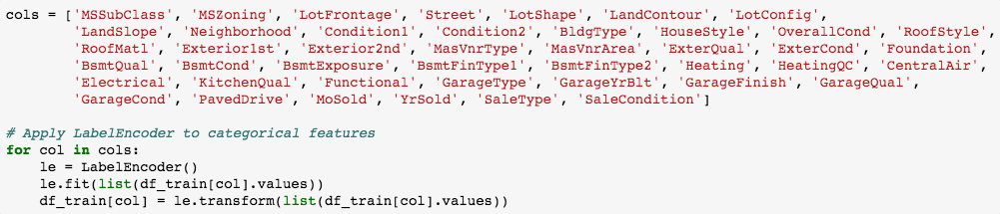 cols = ['MSSubClass', 'MSZoning', 'LotFrontage', 'Street', 'LotShape', 'LandContour', 'LotConfig',
        'LandSlope', 'Neighborhood', 'Condition1', 'Condition2', 'BldgType', 'HouseStyle', 'OverallCond', 'RoofStyle',
        'RoofMatl', 'Exterior1st', 'Exterior2nd', 'MasVnrType', 'MasVnrArea', 'ExterQual', 'ExterCond', 'Foundation',
        'BsmtQual', 'BsmtCond', 'BsmtExposure', 'BsmtFinType1', 'BsmtFinType2', 'Heating', 'HeatingQC', 'CentralAir',
        'Electrical', 'KitchenQual', 'Functional', 'GarageType', 'GarageYrBlt', 'GarageFinish', 'GarageQual',
        'GarageCond', 'PavedDrive', 'MoSold', 'YrSold', 'SaleType', 'SaleCondition']
# Apply LabelEncoder to categorical features
for col in cols:
    le = LabelEncoder()
    le.fit(list(df_train[col].values))
    df_train[col] = le.transform(list(df_train[col].values))